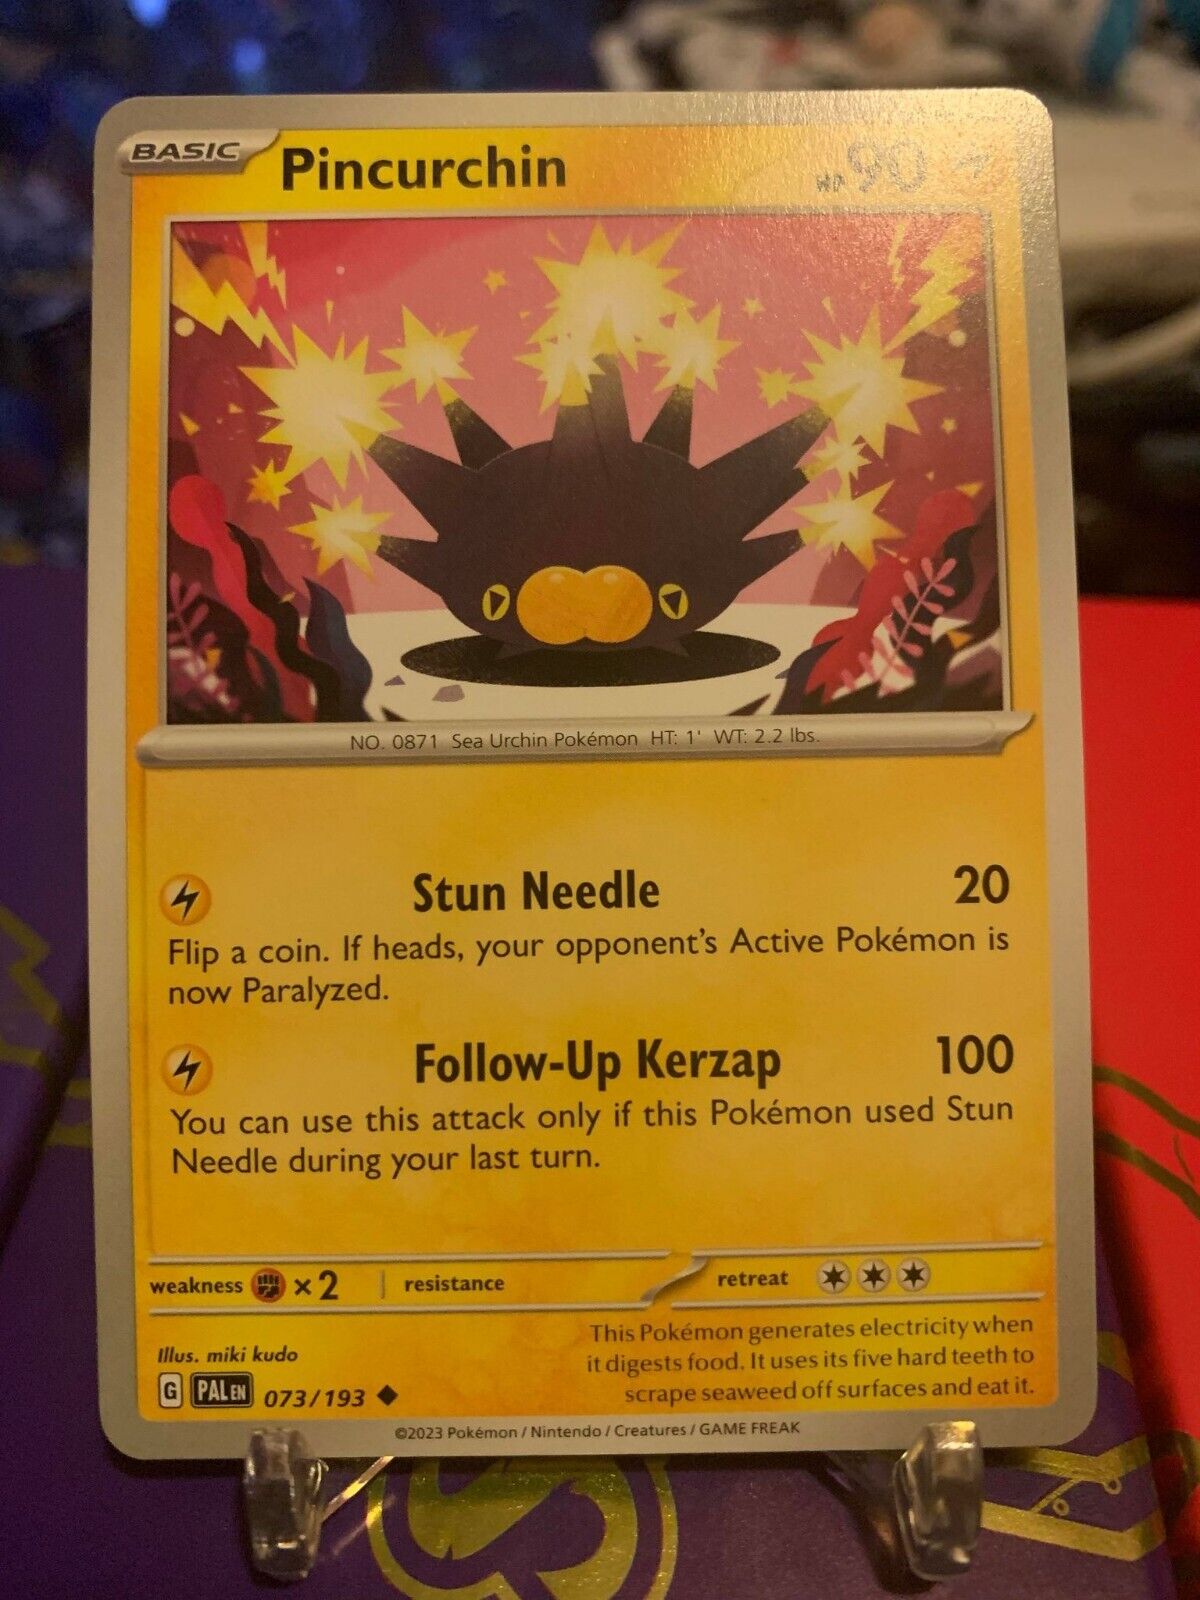 BASIC Pincurchin HP 90
NO. 0871 Sea Urchin Pokémon HT: 1' WT: 2.2 lbs.
Stun Needle 20
Flip a coin. If heads, your opponent's Active Pokémon is
now Paralyzed.
Follow-Up Kerzap 100
You can use this attack only if this Pokémon used Stun
Needle during your last turn.
weakness ×2 resistance retreat
This Pokémon generates electricity when
it digests food. It uses its five hard teeth to
scrape seaweed off surfaces and eat it.
Illus. miki kudo
G PAL EN 073/193
©2023 Pokémon / Nintendo / Creatures / GAME FREAK